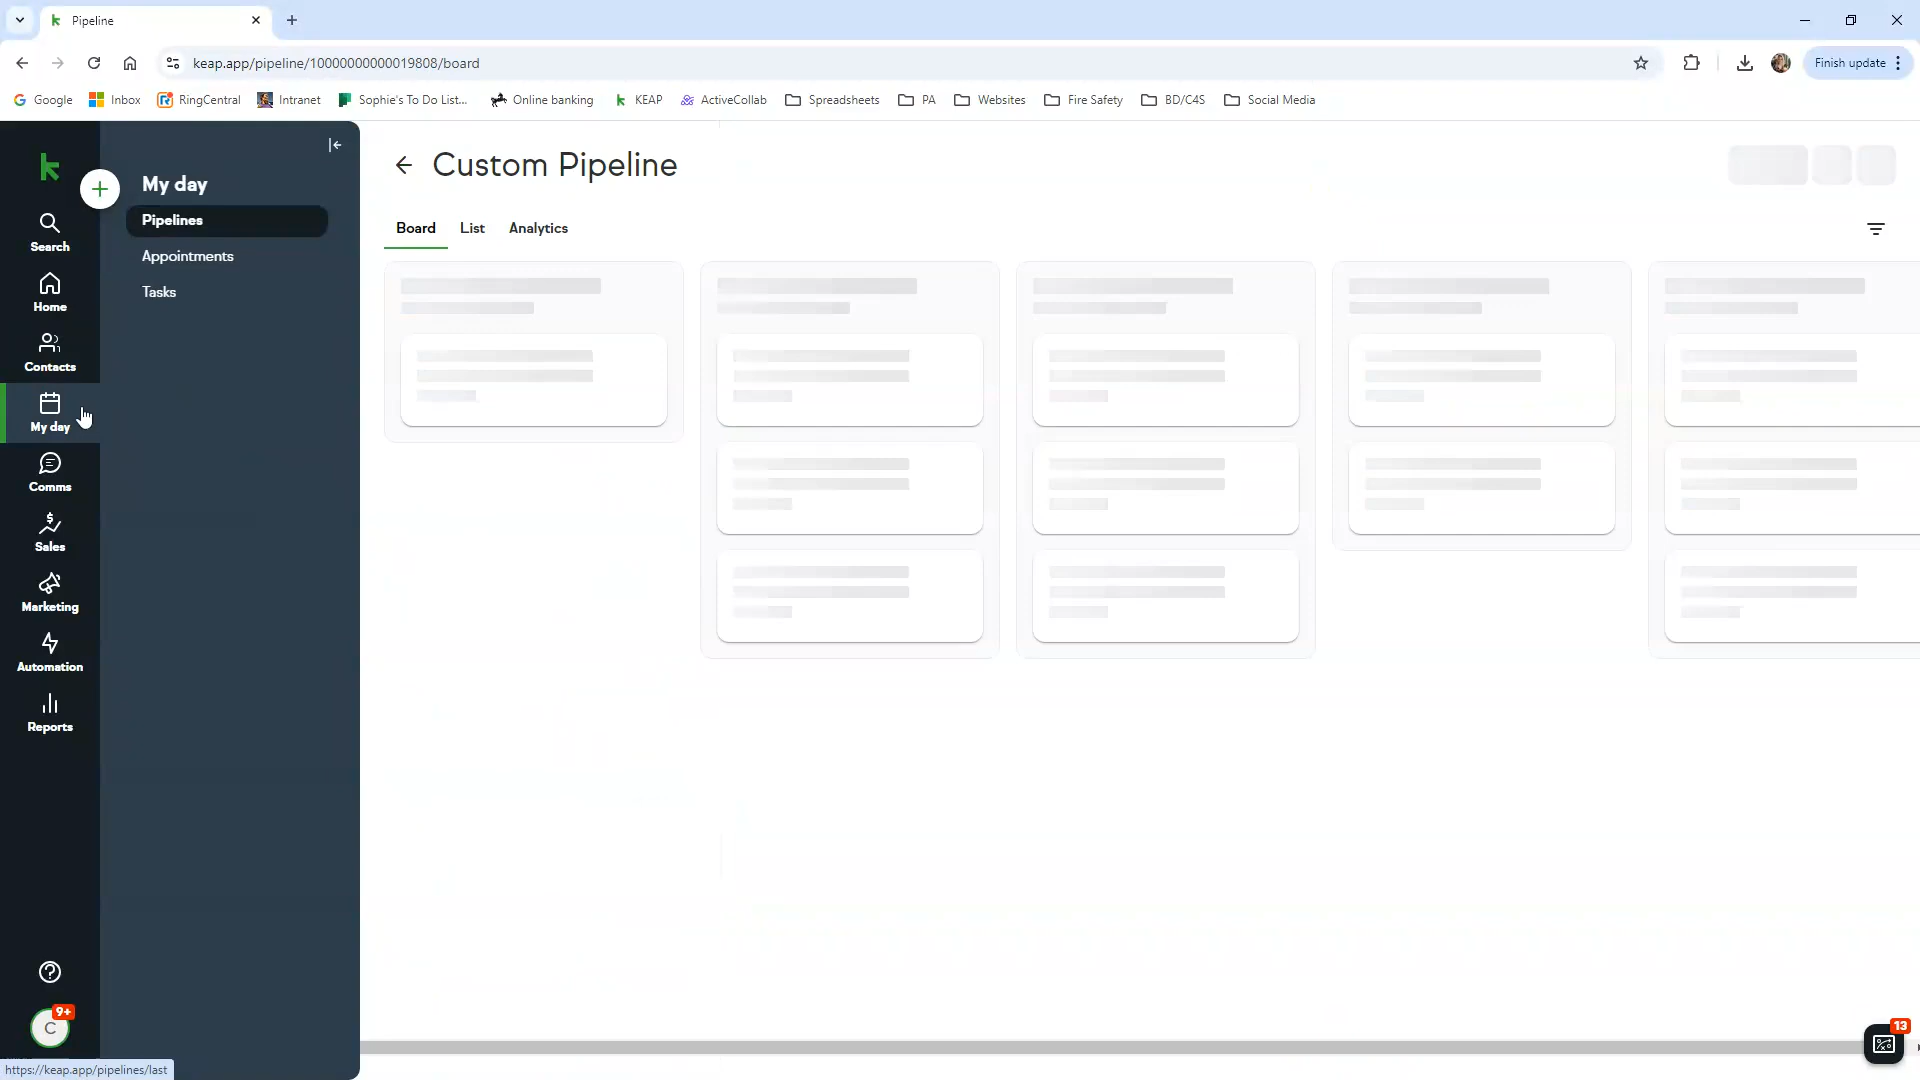 Pipeline
keap.app/pipeline/10000000000019808/board
Finish update
Google
Inbox
RingCentral
Intranet
Sophie's To Do List...
Online banking
KEAP
ActiveCollab
Spreadsheets
PA
Websites
Fire Safety
BD/C4S
Social Media
Search
Home
Contacts
My day
Comms
Sales
Marketing
Automation
Reports
9+
C
My day
Pipelines
Appointments
Tasks
Custom Pipeline
Board
List
Analytics
13
https://keap.app/pipelines/last